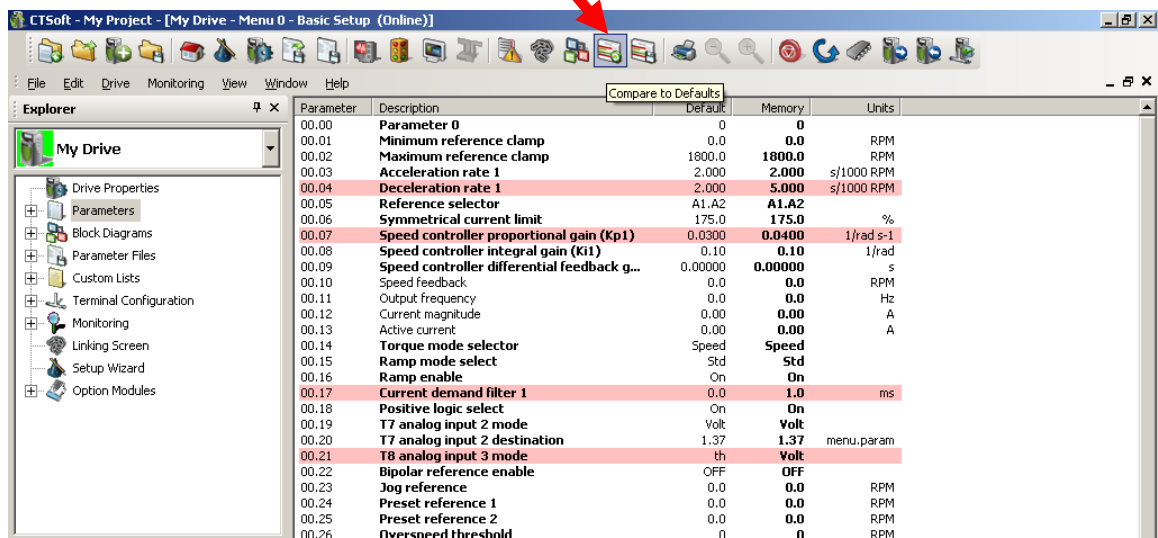 CTSoft - My Project - [My Drive - Menu 0 - Basic Setup (Online)]
File Edit Drive Monitoring View Window Help
Compare to Defaults
Explorer
My Drive
Drive Properties
Parameters
Block Diagrams
Parameter Files
Custom Lists
Terminal Configuration
Monitoring
Linking Screen
Setup Wizard
Option Modules
Parameter Description Default Memory Units
00.00 Parameter 0 0 0
00.01 Minimum reference clamp 0.0 0.0 RPM
00.02 Maximum reference clamp 1800.0 1800.0 RPM
00.03 Acceleration rate 1 2.000 2.000 s/1000 RPM
00.04 Deceleration rate 1 2.000 5.000 s/1000 RPM
00.05 Reference selector A1.A2 A1.A2
00.06 Symmetrical current limit 175.0 175.0 %
00.07 Speed controller proportional gain (Kp1) 0.0300 0.0400 1/rad s-1
00.08 Speed controller integral gain (Ki1) 0.10 0.10 1/rad
00.09 Speed controller differential feedback g... 0.00000 0.00000 s
00.10 Speed feedback 0.0 0.0 RPM
00.11 Output frequency 0.0 0.0 Hz
00.12 Current magnitude 0.00 0.00 A
00.13 Active current 0.00 0.00 A
00.14 Torque mode selector Speed Speed
00.15 Ramp mode select Std Std
00.16 Ramp enable On On
00.17 Current demand filter 1 0.0 1.0 ms
00.18 Positive logic select On On
00.19 T7 analog input 2 mode Volt Volt
00.20 T7 analog input 2 destination 1.37 1.37 menu.param
00.21 T8 analog input 3 mode th Volt
00.22 Bipolar reference enable OFF OFF
00.23 Jog reference 0.0 0.0 RPM
00.24 Preset reference 1 0.0 0.0 RPM
00.25 Preset reference 2 0.0 0.0 RPM
00.26 Overspeed threshold 0 0 RPM